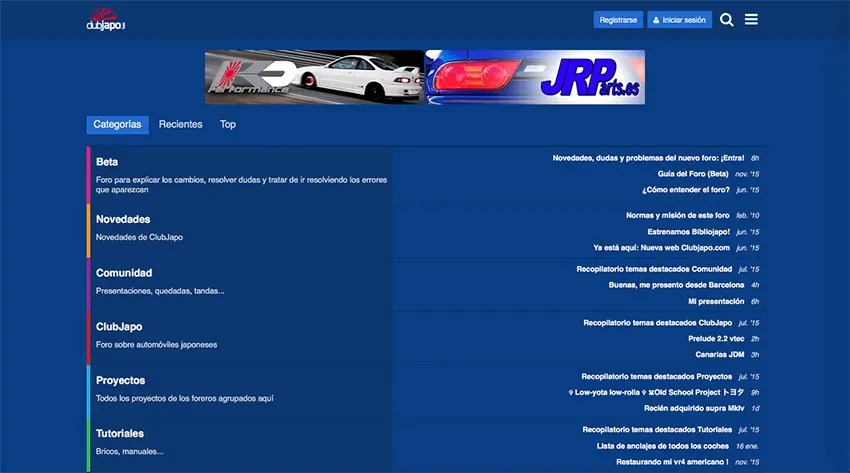 clubjapo.com
Registrarse
Iniciar sesión
K
Performance
JRP
arts.es
Categorías
Recientes
Top
Beta
Foro para explicar los cambios, resolver dudas y tratar de ir resolviendo los errores
que aparezcan
Novedades, dudas y problemas del nuevo foro: ¡Entra! 8h
Guía del Foro (Beta) nov. '15
¿Cómo entender el foro? jun. '15
Novedades
Novedades de ClubJapo
Normas y misión de este foro feb. '10
Estrenamos Bibliojapo! jun. '15
Ya está aquí: Nueva web Clubjapo.com jun. '15
Comunidad
Presentaciones, quedadas, tandas...
Recopilatorio temas destacados Comunidad jul. '15
Buenas, me presento desde Barcelona 4h
Mi presentación 6h
ClubJapo
Foro sobre automóviles japoneses
Recopilatorio temas destacados ClubJapo jul. '15
Prelude 2.2 vtec 2h
Canarias JDM 3h
Proyectos
Todos los proyectos de los foreros agrupados aquí
Recopilatorio temas destacados Proyectos jul. '15
Low-yota low-rolla Old School Project トヨタ 9h
Recién adquirido supra MkIv 1d
Tutoriales
Bricos, manuales...
Recopilatorio temas destacados Tutoriales jul. '15
Lista de anclajes de todos los coches 16 ene.
Restaurando mi vr4 americano ! nov. '15